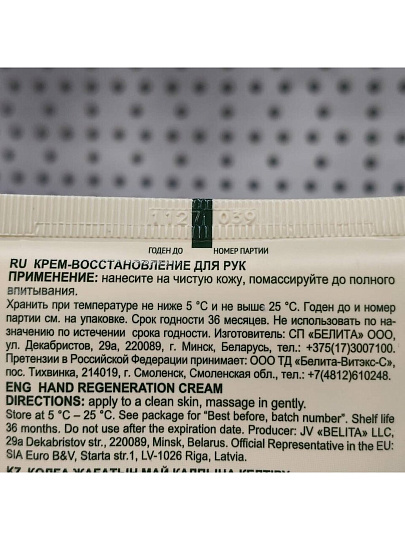 1127 039
ГОДЕН ДО НОМЕР ПАРТИИ
RU КРЕМ-ВОССТАНОВЛЕНИЕ ДЛЯ РУК
ПРИМЕНЕНИЕ: нанесите на чистую кожу, помассируйте до полного
впитывания.
Хранить при температуре не ниже 5 °С и не выше 25 °С. Годен до и номер
партии см. на упаковке. Срок годности 36 месяцев. Не использовать по на-
значению по истечении срока годности. Изготовитель: СП «БЕЛИТА» ООО,
ул. Декабристов, 29а, 220089, г. Минск, Беларусь, тел.: +375(17)3007100.
Претензии в Российской Федерации принимает: ООО ТД «Белита-Витэкс-С»,
пос. Тихвинка, 214019, г. Смоленск, Смоленская обл., тел.: +7(4812)610248.
ENG HAND REGENERATION CREAM
DIRECTIONS: apply to a clean skin, massage in gently.
Store at 5 °C – 25 °C. See package for "Best before, batch number". Shelf life
36 months. Do not use after the expiration date. Producer: JV «BELITA» LLC,
29a Dekabristov str., 220089, Minsk, Belarus. Official Representative in the EU:
SIA Euro B&V, Starta str.1, LV-1026 Riga, Latvia.